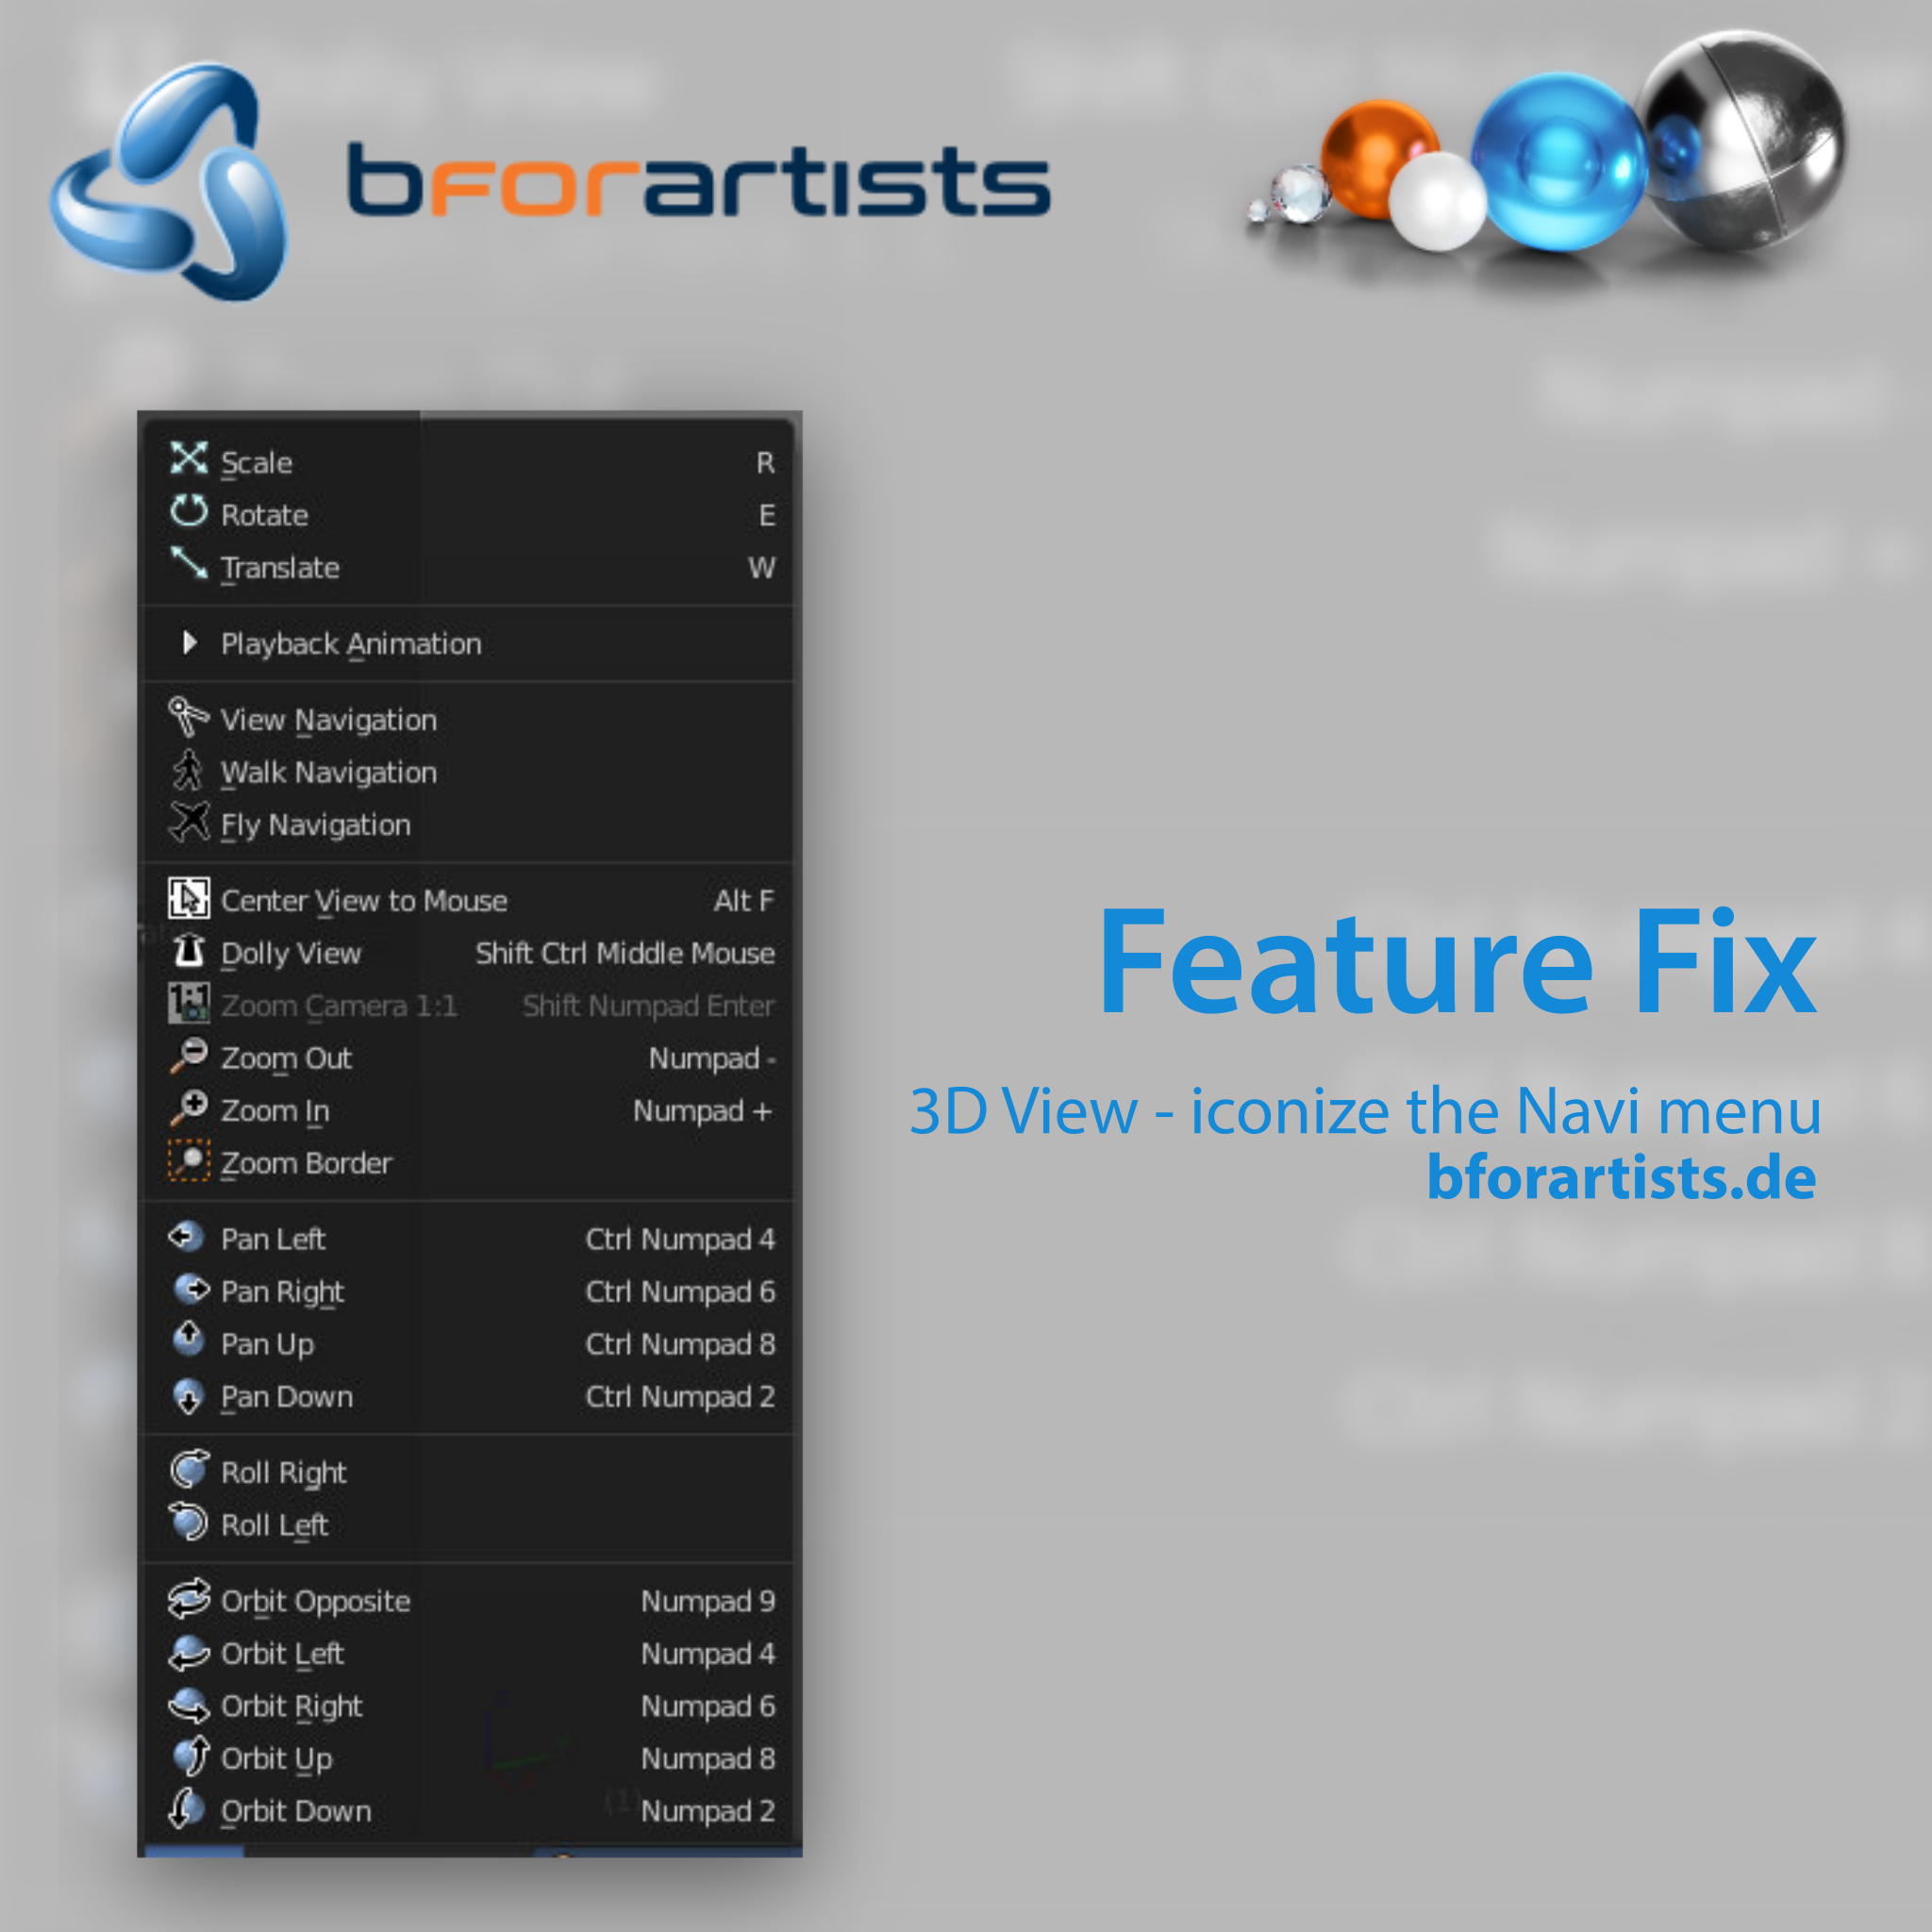 bforartists
Scale R
Rotate E
Translate W
Playback Animation
View Navigation
Walk Navigation
Fly Navigation
Center View to Mouse Alt F
Dolly View Shift Ctrl Middle Mouse
1:1 Zoom Camera 1:1 Shift Numpad Enter
Zoom Out Numpad -
Zoom In Numpad +
Zoom Border
Pan Left Ctrl Numpad 4
Pan Right Ctrl Numpad 6
Pan Up Ctrl Numpad 8
Pan Down Ctrl Numpad 2
Roll Right
Roll Left
Orbit Opposite Numpad 9
Orbit Left Numpad 4
Orbit Right Numpad 6
Orbit Up Numpad 8
(1)
Orbit Down Numpad 2
Feature Fix
3D View - iconize the Navi menu
bforartists.de